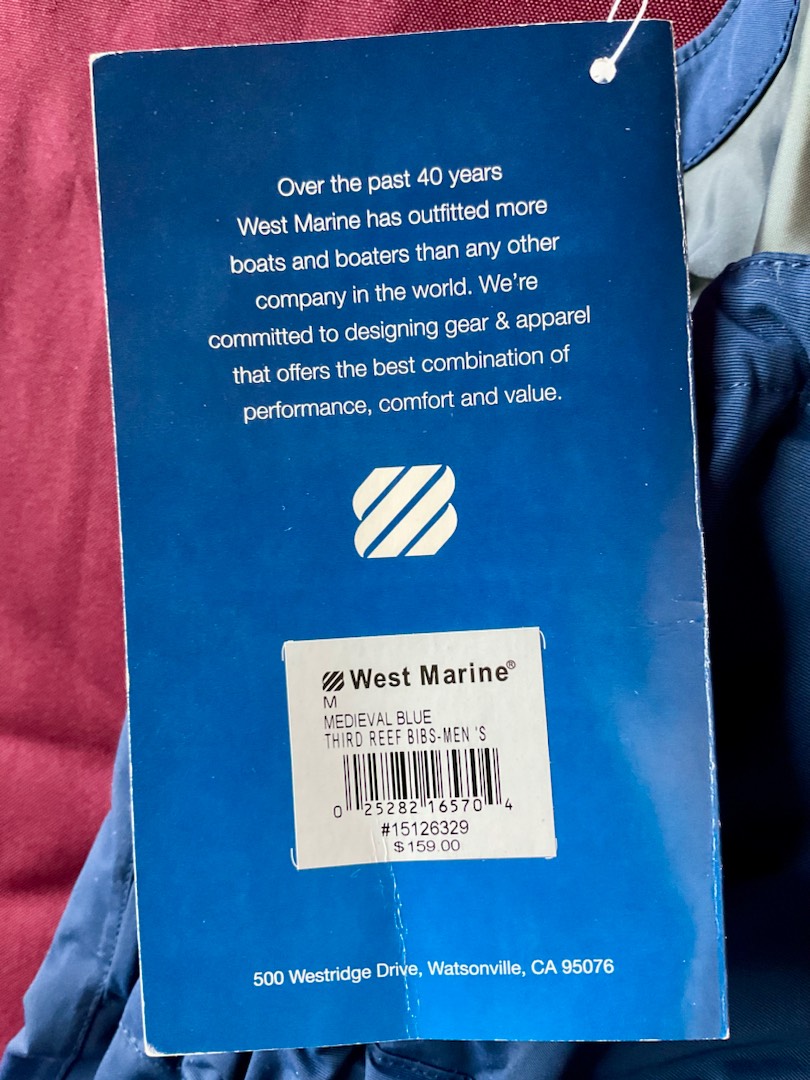 Over the past 40 years
West Marine has outfitted more
boats and boaters than any other
company in the world. We're
committed to designing gear & apparel
that offers the best combination of
performance, comfort and value.
West Marine®
M
MEDIEVAL BLUE
THIRD REEF BIBS-MEN 'S
0 25282 16570 4
#15126329
$159.00
500 Westridge Drive, Watsonville, CA 95076